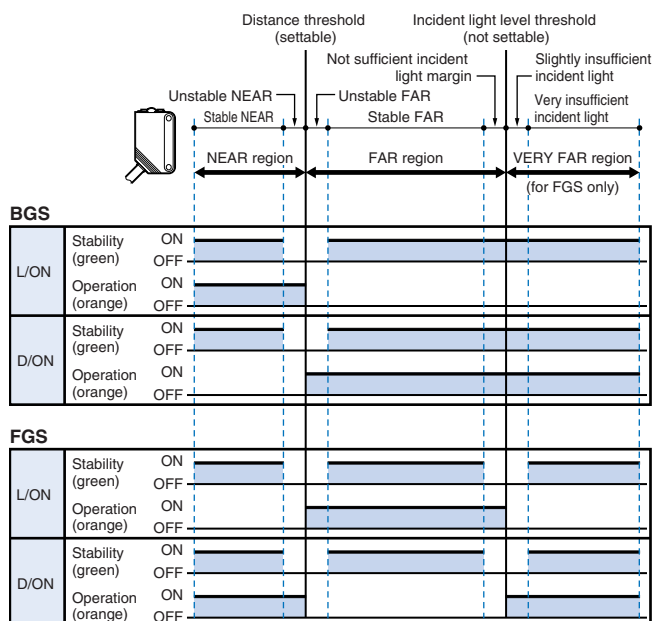 Distance threshold
(settable)
Incident light level threshold
(not settable)
Not sufficient incident
light margin
Slightly insufficient
incident light
Unstable NEAR
Unstable FAR
Very insufficient
incident light
Stable NEAR
Stable FAR
NEAR region
FAR region
VERY FAR region
(for FGS only)
BGS
L/ON
Stability
(green)
ON
OFF
Operation
(orange)
ON
OFF
D/ON
Stability
(green)
ON
OFF
Operation
(orange)
ON
OFF
FGS
L/ON
Stability
(green)
ON
OFF
Operation
(orange)
ON
OFF
D/ON
Stability
(green)
ON
OFF
Operation
(orange)
ON
OFF